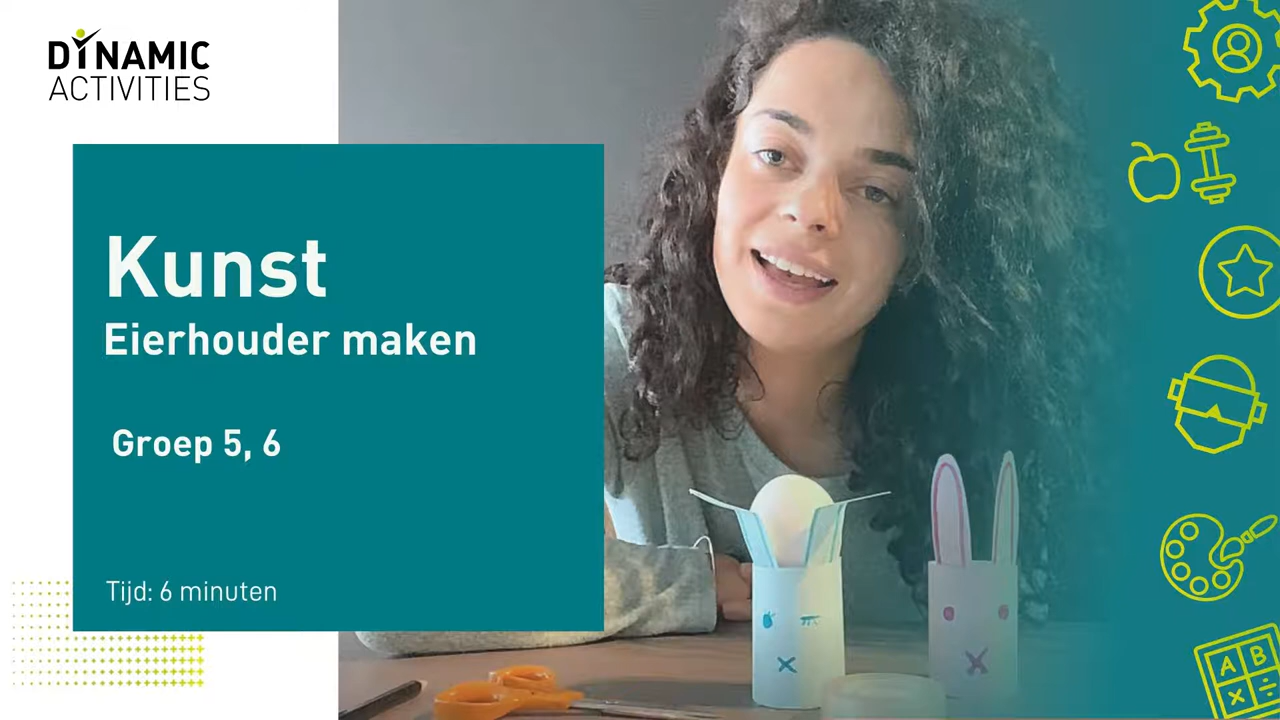 DYNAMIC
ACTIVITIES
Kunst
Eierhouder maken
Groep 5, 6
Tijd: 6 minuten
A B
× ÷